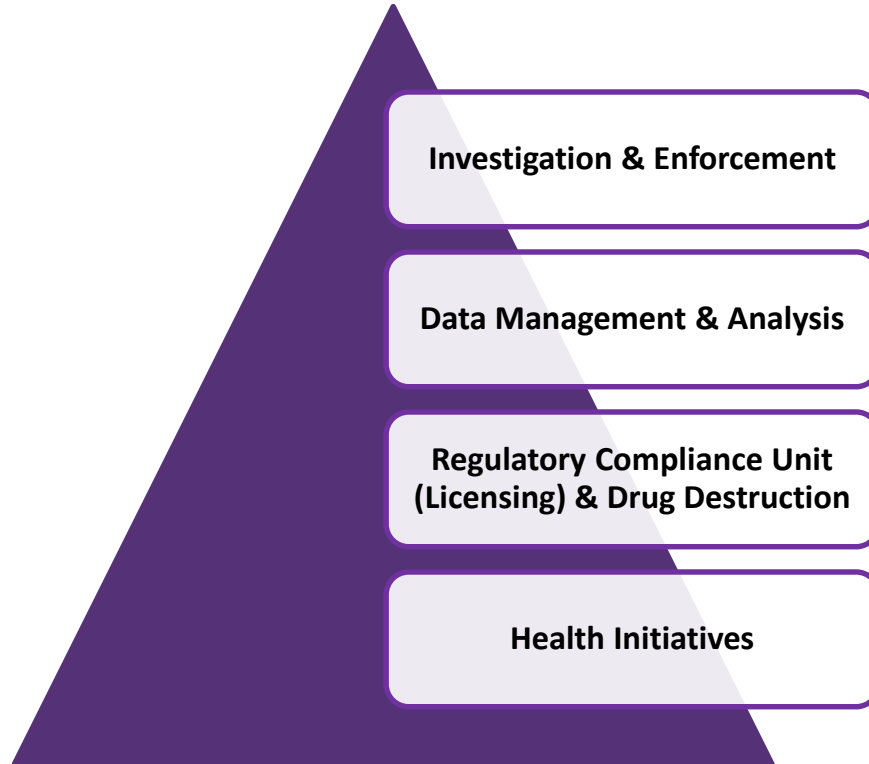 Investigation & Enforcement
Data Management & Analysis
Regulatory Compliance Unit
(Licensing) & Drug Destruction
Health Initiatives